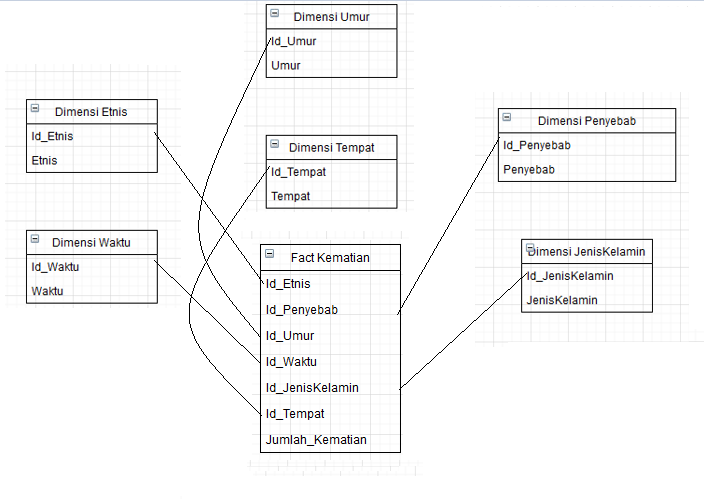 Dimensi Umur
Id_Umur
Umur
Dimensi Etnis
Id_Etnis
Etnis
Dimensi Tempat
Id_Tempat
Tempat
Dimensi Penyebab
Id_Penyebab
Penyebab
Dimensi Waktu
Id_Waktu
Waktu
Fact Kematian
Id_Etnis
Id_Penyebab
Id_Umur
Id_Waktu
Id_JenisKelamin
Id_Tempat
Jumlah_Kematian
Dimensi JenisKelamin
Id_JenisKelamin
JenisKelamin